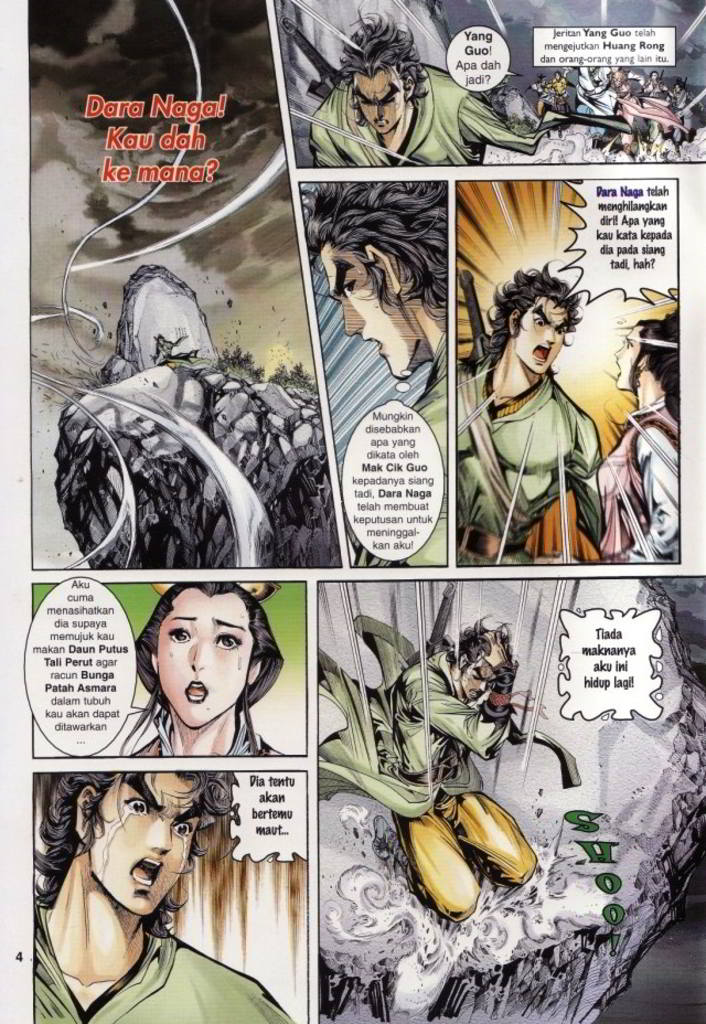 Dara Naga!
Kau dah
ke mana?
Yang
Guo!
Apa dah
jadi?
Jeritan Yang Guo telah
mengejutkan Huang Rong
dan orang-orang yang lain itu.
Mungkin
disebabkan
apa yang
dikata oleh
Mak Cik Guo
kepadanya siang
tadi, Dara Naga
telah membuat
keputusan untuk
meninggal-
kan aku!
Dara Naga telah
menghilangkan
diri! Apa yang
kau kata kepada
dia pada siang
tadi, hah?
Aku
cuma
menasihatkan
dia supaya
memujuk kau
makan Daun Putus
Tali Perut agar
racun Bunga
Patah Asmara
dalam tubuh
kau akan dapat
ditawarkan
...
Dia tentu
akan
bertemu
maut...
Tiada
maknanya
aku ini
hidup lagi!
SHOO!
4